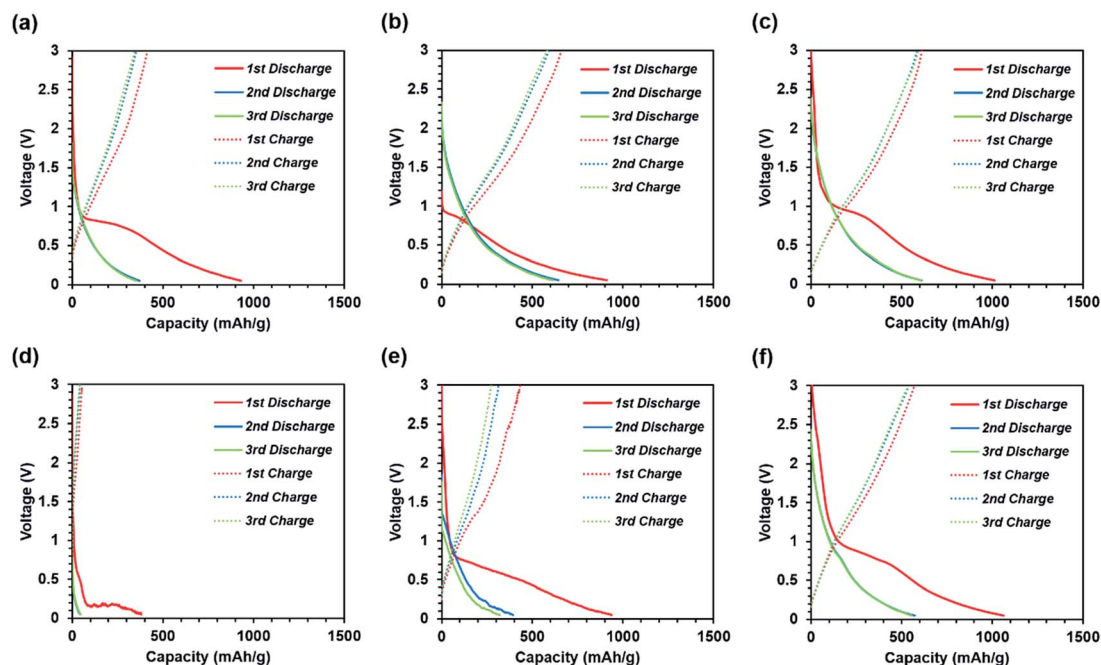 (a)
3
2.5
2
1.5
1
0.5
0
0
500
1000
1500
Voltage (V)
Capacity (mAh/g)
1st Discharge
2nd Discharge
3rd Discharge
1st Charge
2nd Charge
3rd Charge
(b)
3
2.5
2
1.5
1
0.5
0
0
500
1000
1500
Voltage (V)
Capacity (mAh/g)
1st Discharge
2nd Discharge
3rd Discharge
1st Charge
2nd Charge
3rd Charge
(c)
3
2.5
2
1.5
1
0.5
0
0
500
1000
1500
Voltage (V)
Capacity (mAh/g)
1st Discharge
2nd Discharge
3rd Discharge
1st Charge
2nd Charge
3rd Charge
(d)
3
2.5
2
1.5
1
0.5
0
0
500
1000
1500
Voltage (V)
Capacity (mAh/g)
1st Discharge
2nd Discharge
3rd Discharge
1st Charge
2nd Charge
3rd Charge
(e)
3
2.5
2
1.5
1
0.5
0
0
500
1000
1500
Voltage (V)
Capacity (mAh/g)
1st Discharge
2nd Discharge
3rd Discharge
1st Charge
2nd Charge
3rd Charge
(f)
3
2.5
2
1.5
1
0.5
0
0
500
1000
1500
Voltage (V)
Capacity (mAh/g)
1st Discharge
2nd Discharge
3rd Discharge
1st Charge
2nd Charge
3rd Charge